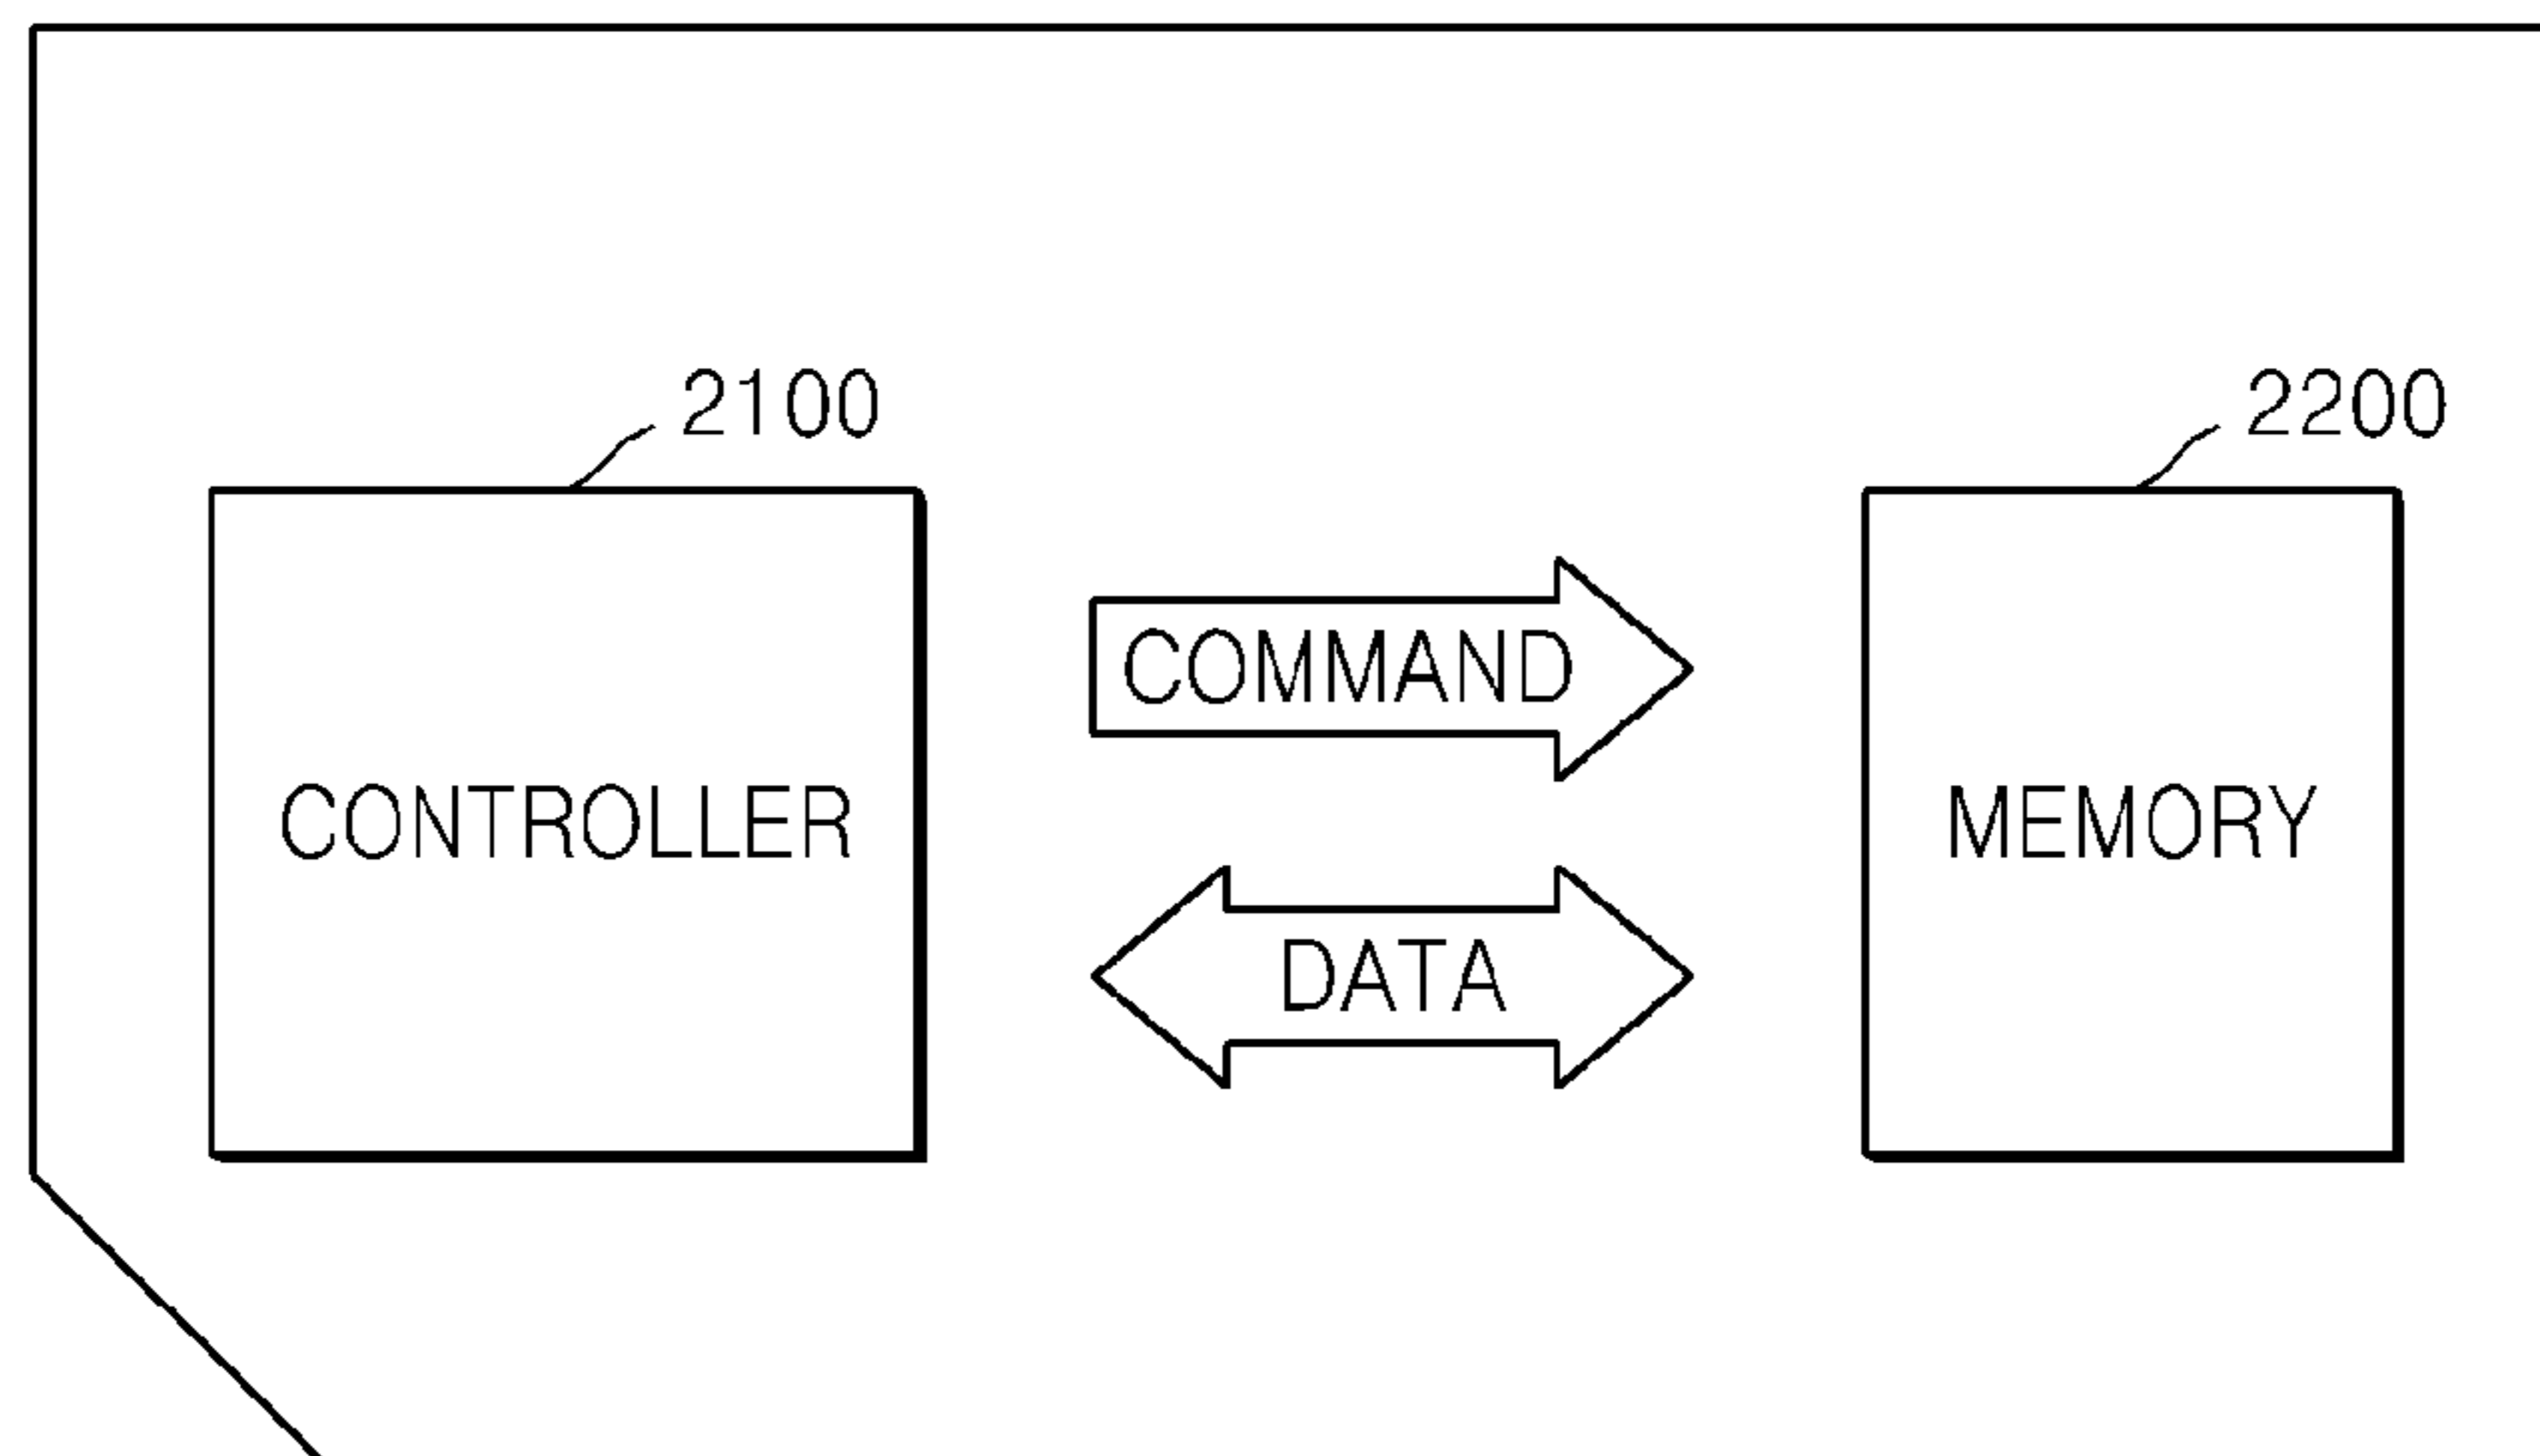 2100
2200
COMMAND
CONTROLLER
MEMORY
DATA